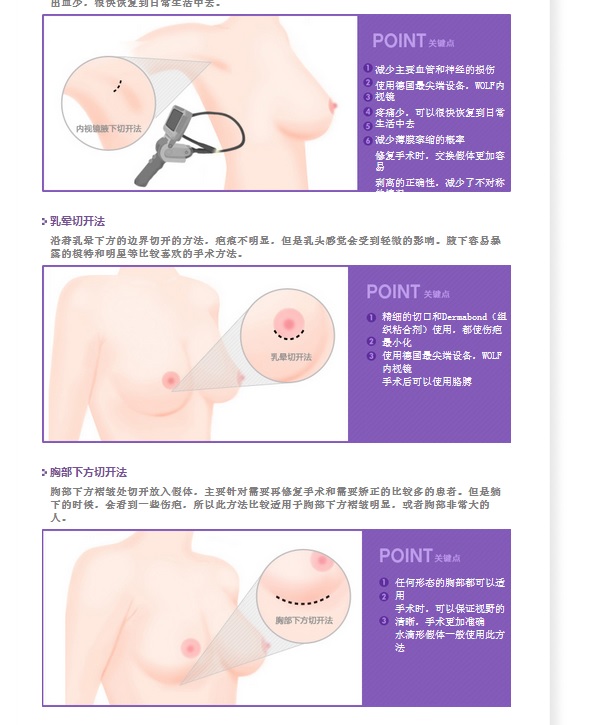 出血少。很快恢复到日常生活中去。
POINT 关键点
内视镜腋下切开法
1 减少主要血管和神经的损伤
2 使用德国最尖端设备。WOLF内
3 视镜
4 疼痛少，可以很快恢复到日常
5 生活中去
6 减少薄膜挛缩的概率
修复手术时，交换假体更加容
易
剥离的正确性，减少了不对称
乳晕切开法
沿着乳晕下方的边界切开的方法。疤痕不明显，但是乳头感觉会受到轻微的影响。腋下容易暴
露的模特和明星等比较喜欢的手术方法。
POINT 关键点
乳晕切开法
1 精细的切口和Dermabond（组
织粘合剂）使用，都使伤疤
2 最小化
3 使用德国最尖端设备。WOLF
内视镜
手术后可以使用胳膊
胸部下方切开法
胸部下方褶皱处切开放入假体。主要针对需要再修复手术和需要矫正的比较多的患者。但是躺
下的时候，会看到一些伤疤，所以此方法比较适用于胸部下方褶皱明显，或者胸部非常大的
人。
POINT 关键点
胸部下方切开法
1 任何形态的胸部都可以适
2 用
手术时，可以保证视野的
3 清晰，手术更加准确
水滴形假体一般使用此方
法